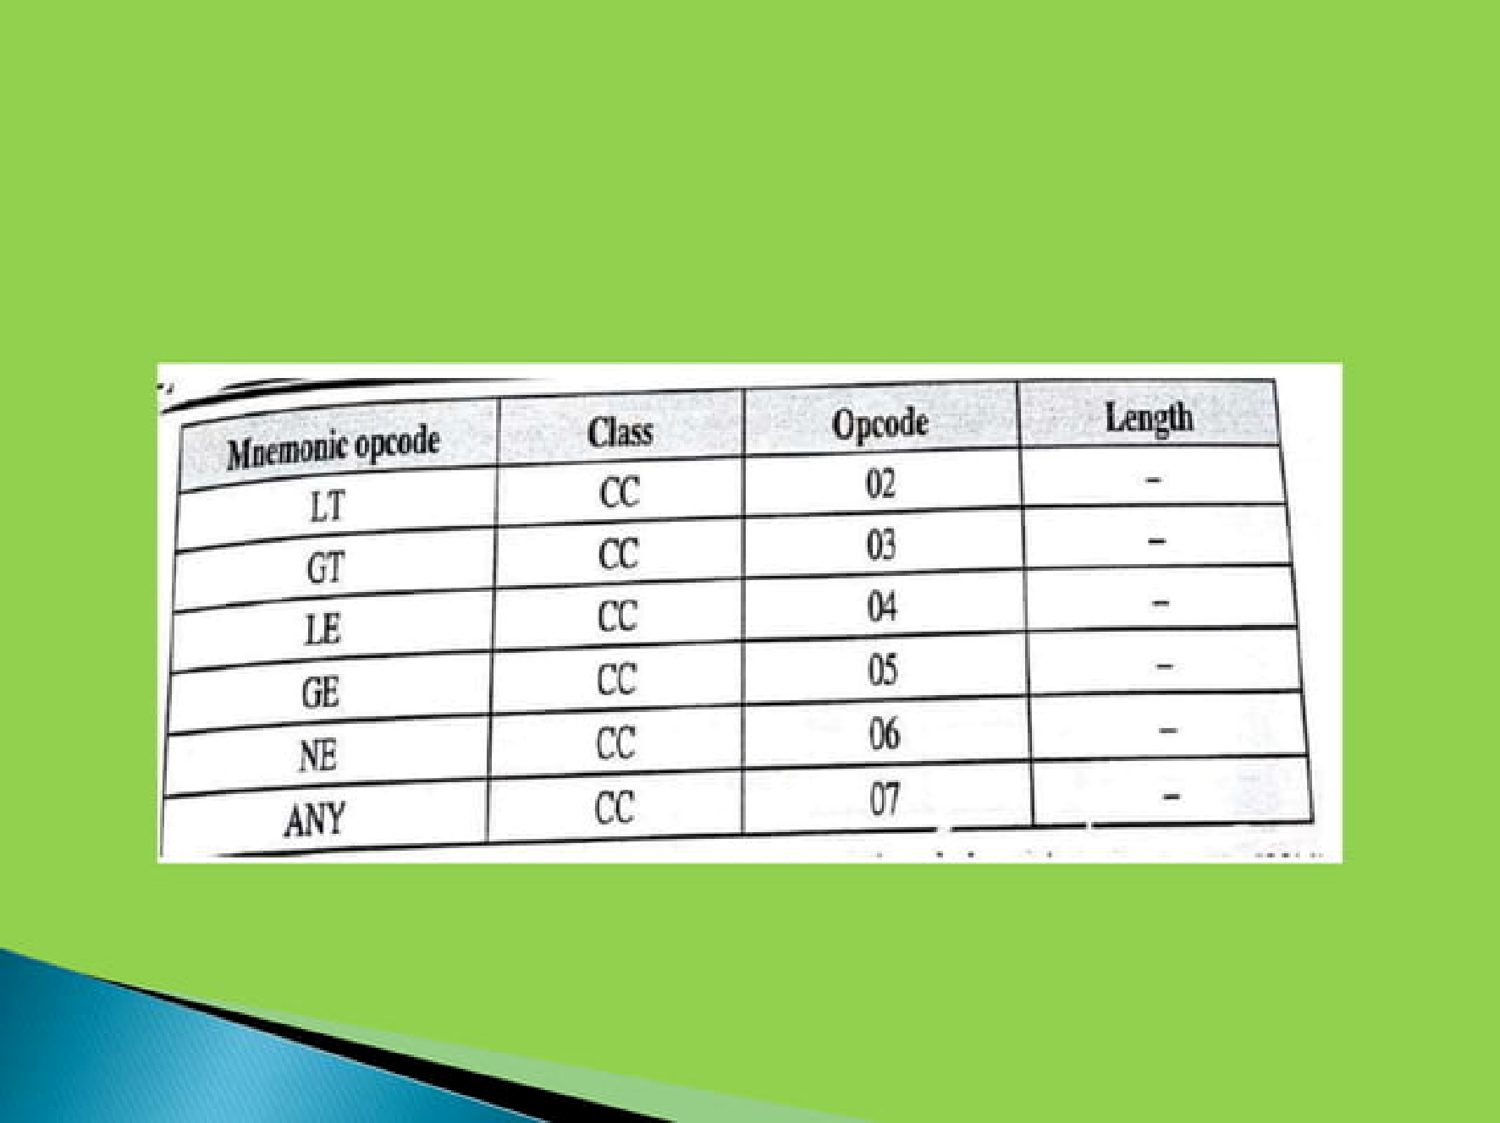 Mnemonic opcode Class Opcode Length
LT CC 02 –
GT CC 03 –
LE CC 04 –
GE CC 05 –
NE CC 06 –
ANY CC 07 –